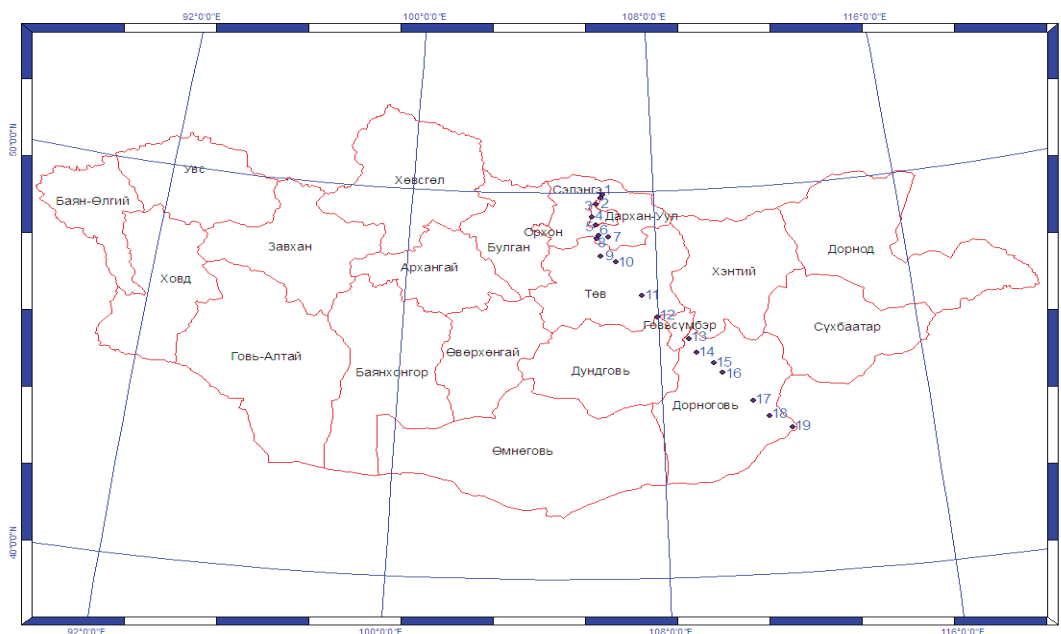 92°0'0"E
100°0'0"E
108°0'0"E
116°0'0"E
50°0'0"N
Увс
Хөвсгөл
Баян-Өлгий
Сэлэнгэ
1
2
3
4
Дархан-Уул
5
6
7
8
Орхон
Завхан
Булган
Дорнод
Ховд
Архангай
9
10
Хэнтий
Төв
11
12
Говьсүмбэр
Сүхбаатар
13
Говь-Алтай
Өвөрхөнгай
14
Баянхонгор
Дундговь
15
16
Дорноговь
17
18
19
Өмнөговь
40°0'0"N
92°0'0"E
100°0'0"E
108°0'0"E
116°0'0"E